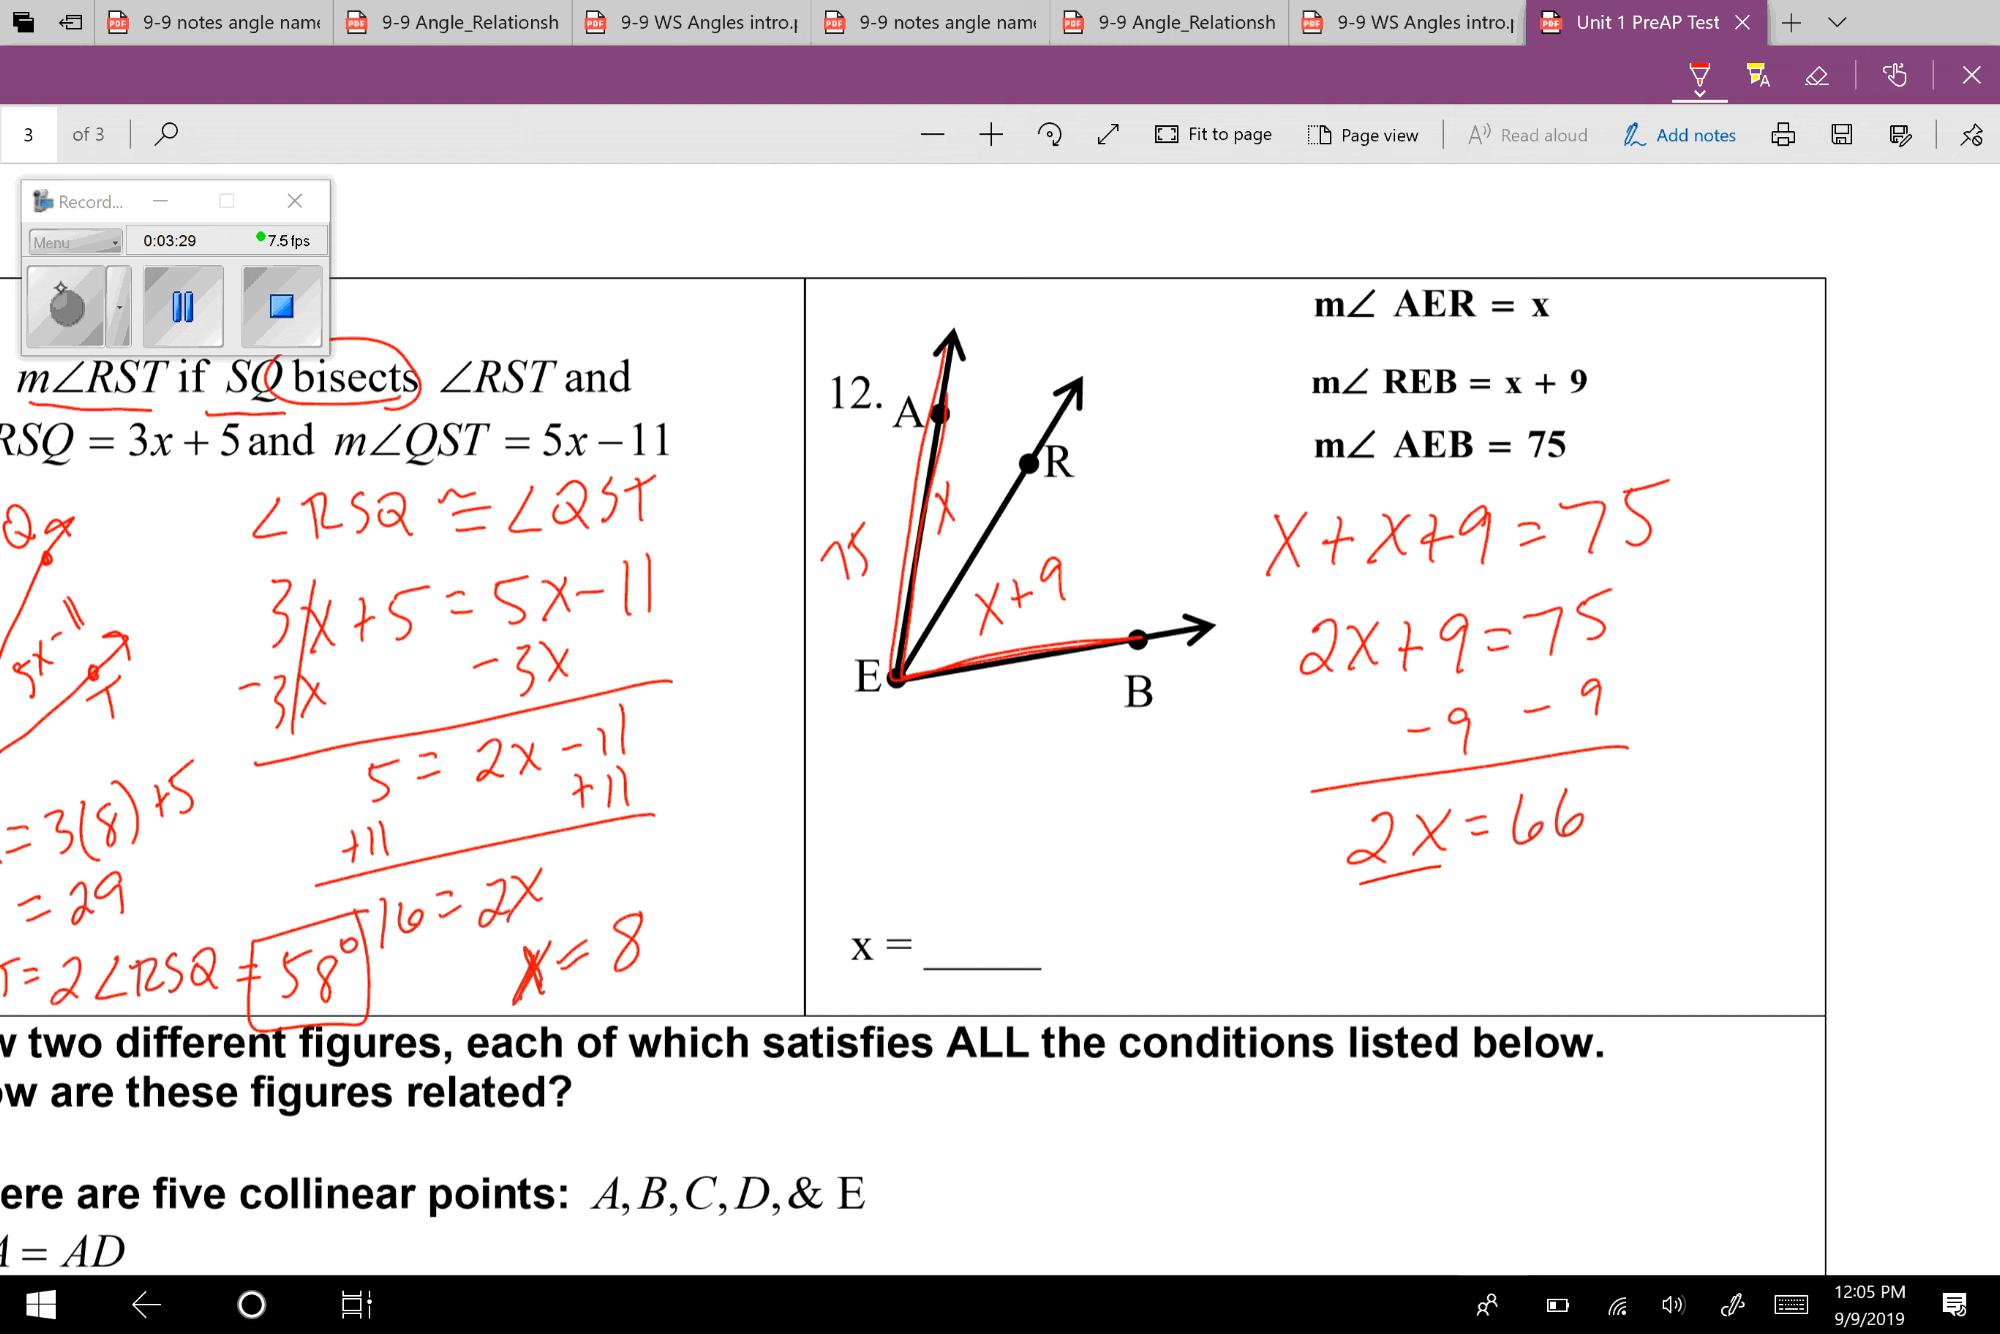 9-9 notes angle name
9-9 Angle_Relationsh
9-9 WS Angles intro.p
9-9 notes angle name
9-9 Angle_Relationsh
9-9 WS Angles intro.p
Unit 1 PreAP Test
3 of 3
Fit to page
Page view
Read aloud
Add notes
Record...
Menu
0:03:29
7.5 fps
m∠RST if SQ bisects ∠RST and
RSQ = 3x + 5 and m∠QST = 5x − 11
Q
5x − 11
T
∠RSQ ≅ ∠QST
3x + 5 = 5x − 11
−3x −3x
5 = 2x − 11
+11 +11
16 = 2x
x = 8
= 3(8) + 5
= 29
T = 2∠RSQ = 58°
12.
A
R
E
B
75
x
x + 9
m∠ AER = x
m∠ REB = x + 9
m∠ AEB = 75
x + x + 9 = 75
2x + 9 = 75
− 9 − 9
2x = 66
x = ______
w two different figures, each of which satisfies ALL the conditions listed below.
ow are these figures related?
ere are five collinear points: A, B, C, D, & E
A = AD
12:05 PM
9/9/2019